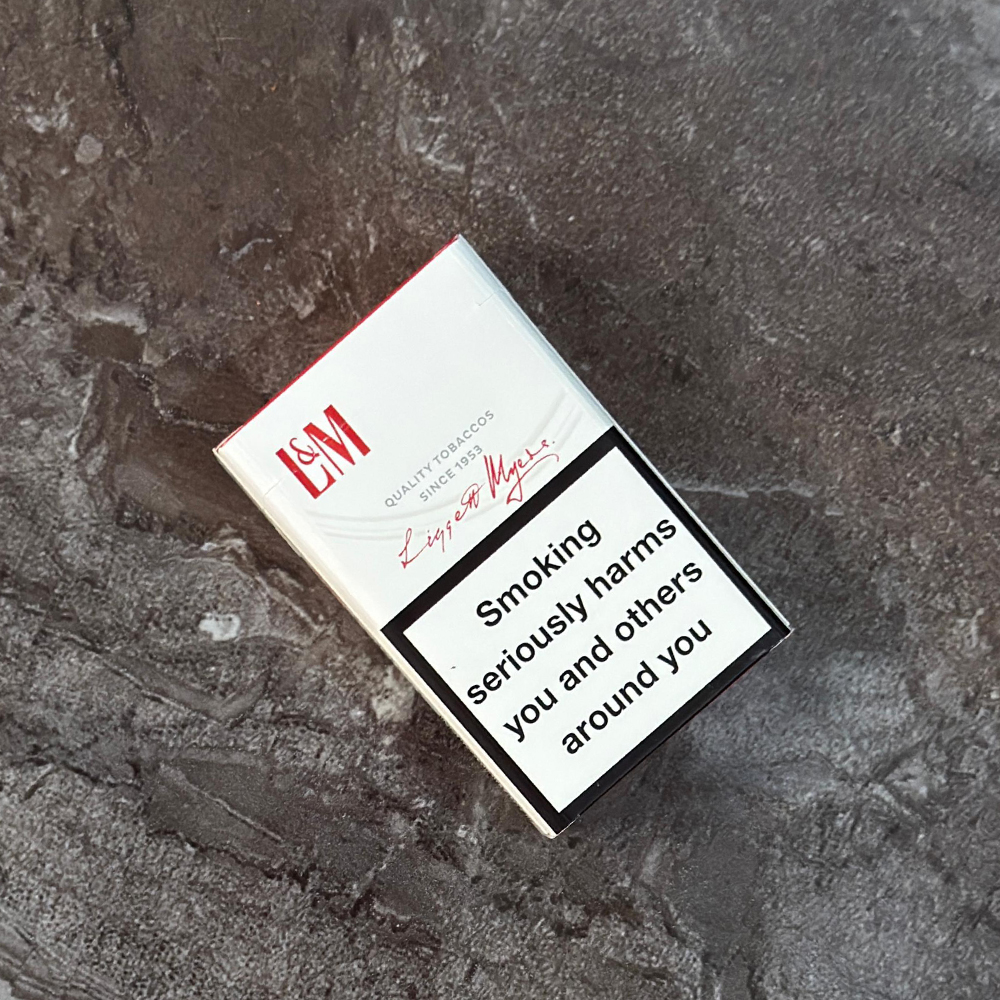 L&M
QUALITY TOBACCOS
SINCE 1953
Liggett Myers.
Smoking
seriously harms
you and others
around you